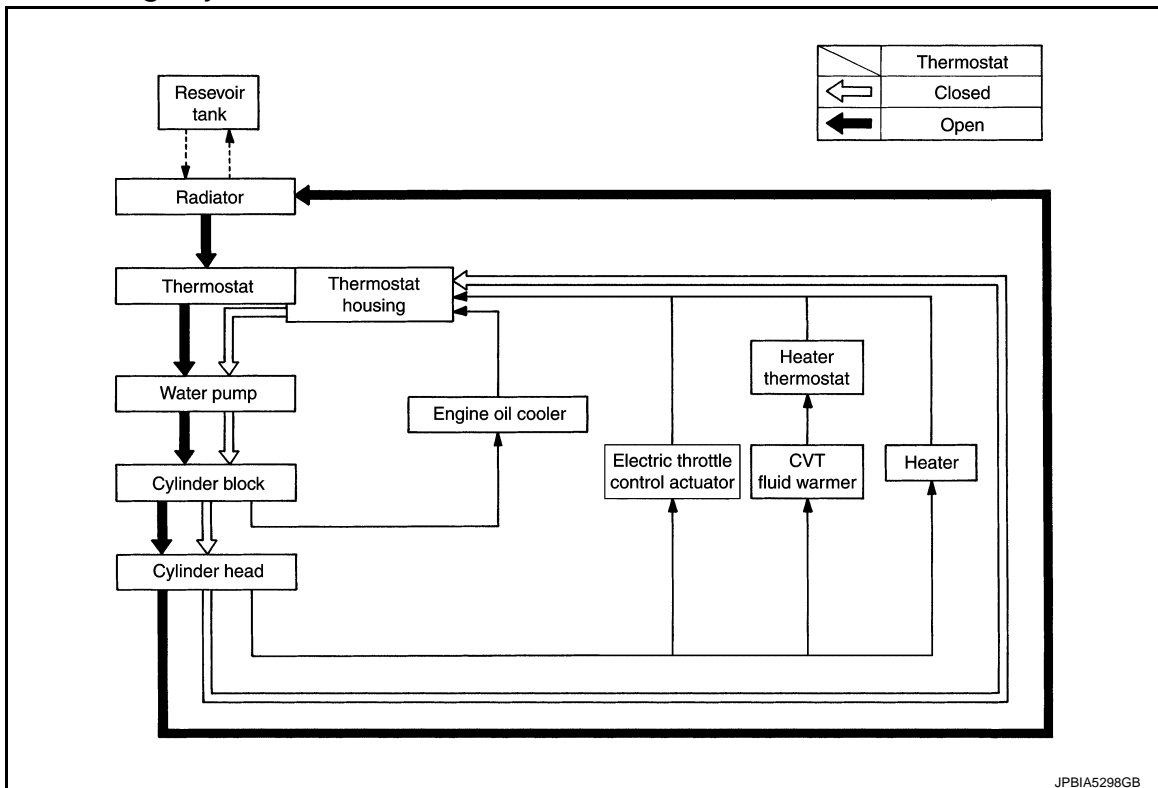 Thermostat
Closed
Open
Resevoir
tank
Radiator
Thermostat
Thermostat
housing
Water pump
Engine oil cooler
Heater
thermostat
Cylinder block
Electric throttle
control actuator
CVT
fluid warmer
Heater
Cylinder head
JPBIA5298GB